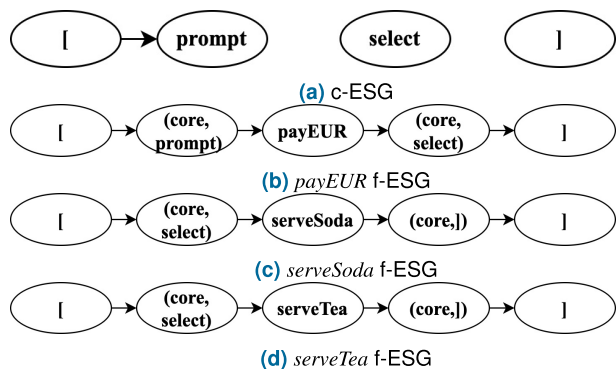 [ prompt select ]
(a) c-ESG
[ (core, prompt) payEUR (core, select) ]
(b) payEUR f-ESG
[ (core, select) serveSoda (core,]) ]
(c) serveSoda f-ESG
[ (core, select) serveTea (core,]) ]
(d) serveTea f-ESG